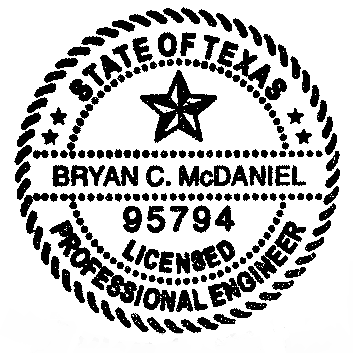 STATE OF TEXAS
BRYAN C. McDANIEL
95794
LICENSED
PROFESSIONAL ENGINEER